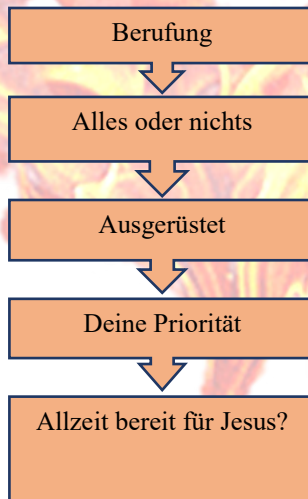 Berufung
Alles oder nichts
Ausgerüstet
Deine Priorität
Allzeit bereit für Jesus?